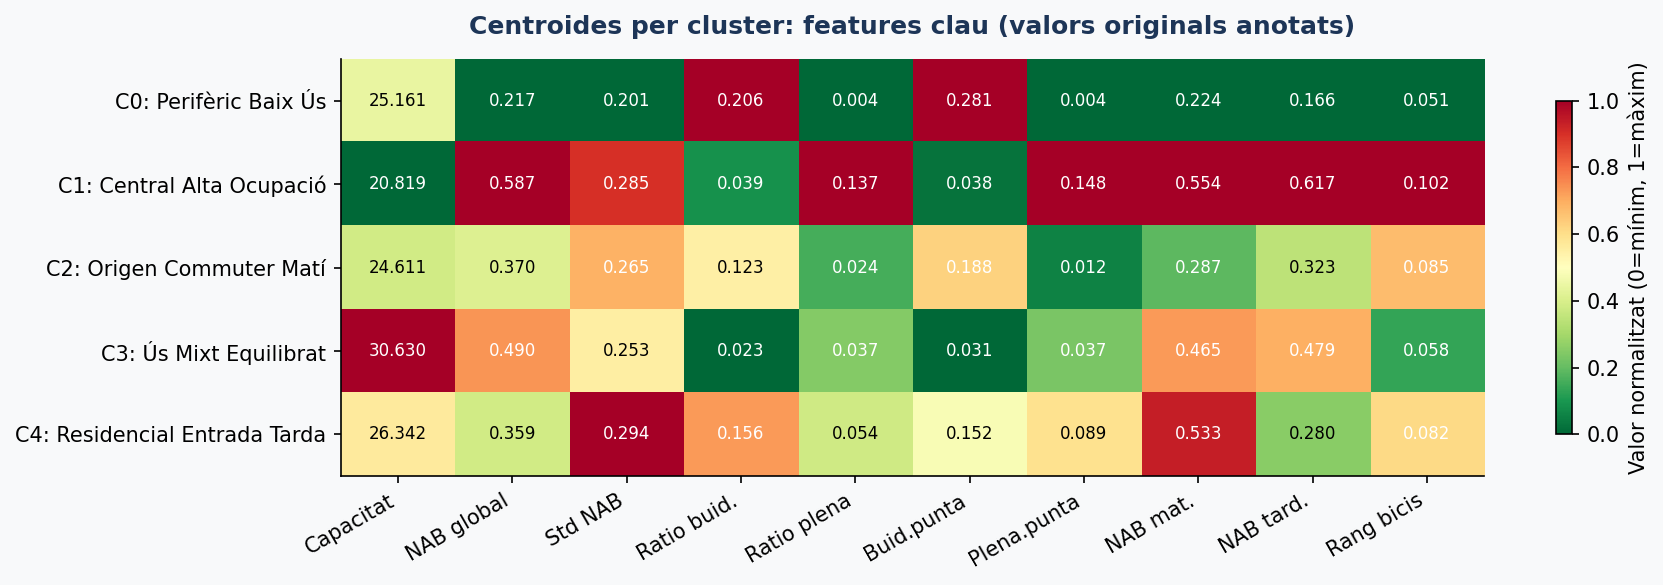 Centroides per cluster: features clau (valors originals anotats)
C0: Perifèric Baix Ús 25.161 0.217 0.201 0.206 0.004 0.281 0.004 0.224 0.166 0.051
C1: Central Alta Ocupació 20.819 0.587 0.285 0.039 0.137 0.038 0.148 0.554 0.617 0.102
C2: Origen Commuter Matí 24.611 0.370 0.265 0.123 0.024 0.188 0.012 0.287 0.323 0.085
C3: Ús Mixt Equilibrat 30.630 0.490 0.253 0.023 0.037 0.031 0.037 0.465 0.479 0.058
C4: Residencial Entrada Tarda 26.342 0.359 0.294 0.156 0.054 0.152 0.089 0.533 0.280 0.082
Capacitat
NAB global
Std NAB
Ratio buid.
Ratio plena
Buid.punta
Plena.punta
NAB mat.
NAB tard.
Rang bicis
1.0
0.8
0.6
0.4
0.2
0.0
Valor normalitzat (0=mínim, 1=màxim)